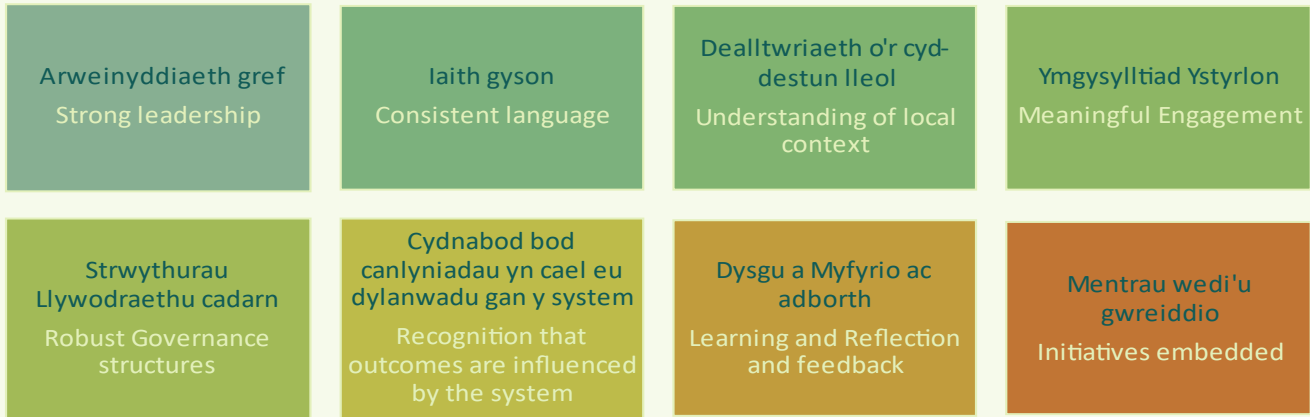 Arweinyddiaeth gref
Strong leadership
Iaith gyson
Consistent language
Dealltwriaeth o'r cyd-
destun lleol
Understanding of local
context
Ymgysylltiad Ystyrlon
Meaningful Engagement
Strwythurau
Llywodraethu cadarn
Robust Governance
structures
Cydnabod bod
canlyniadau yn cael eu
dylanwadu gan y system
Recognition that
outcomes are influenced
by the system
Dysgu a Myfyrio ac
adborth
Learning and Reflection
and feedback
Mentrau wedi'u
gwreiddio
Initiatives embedded